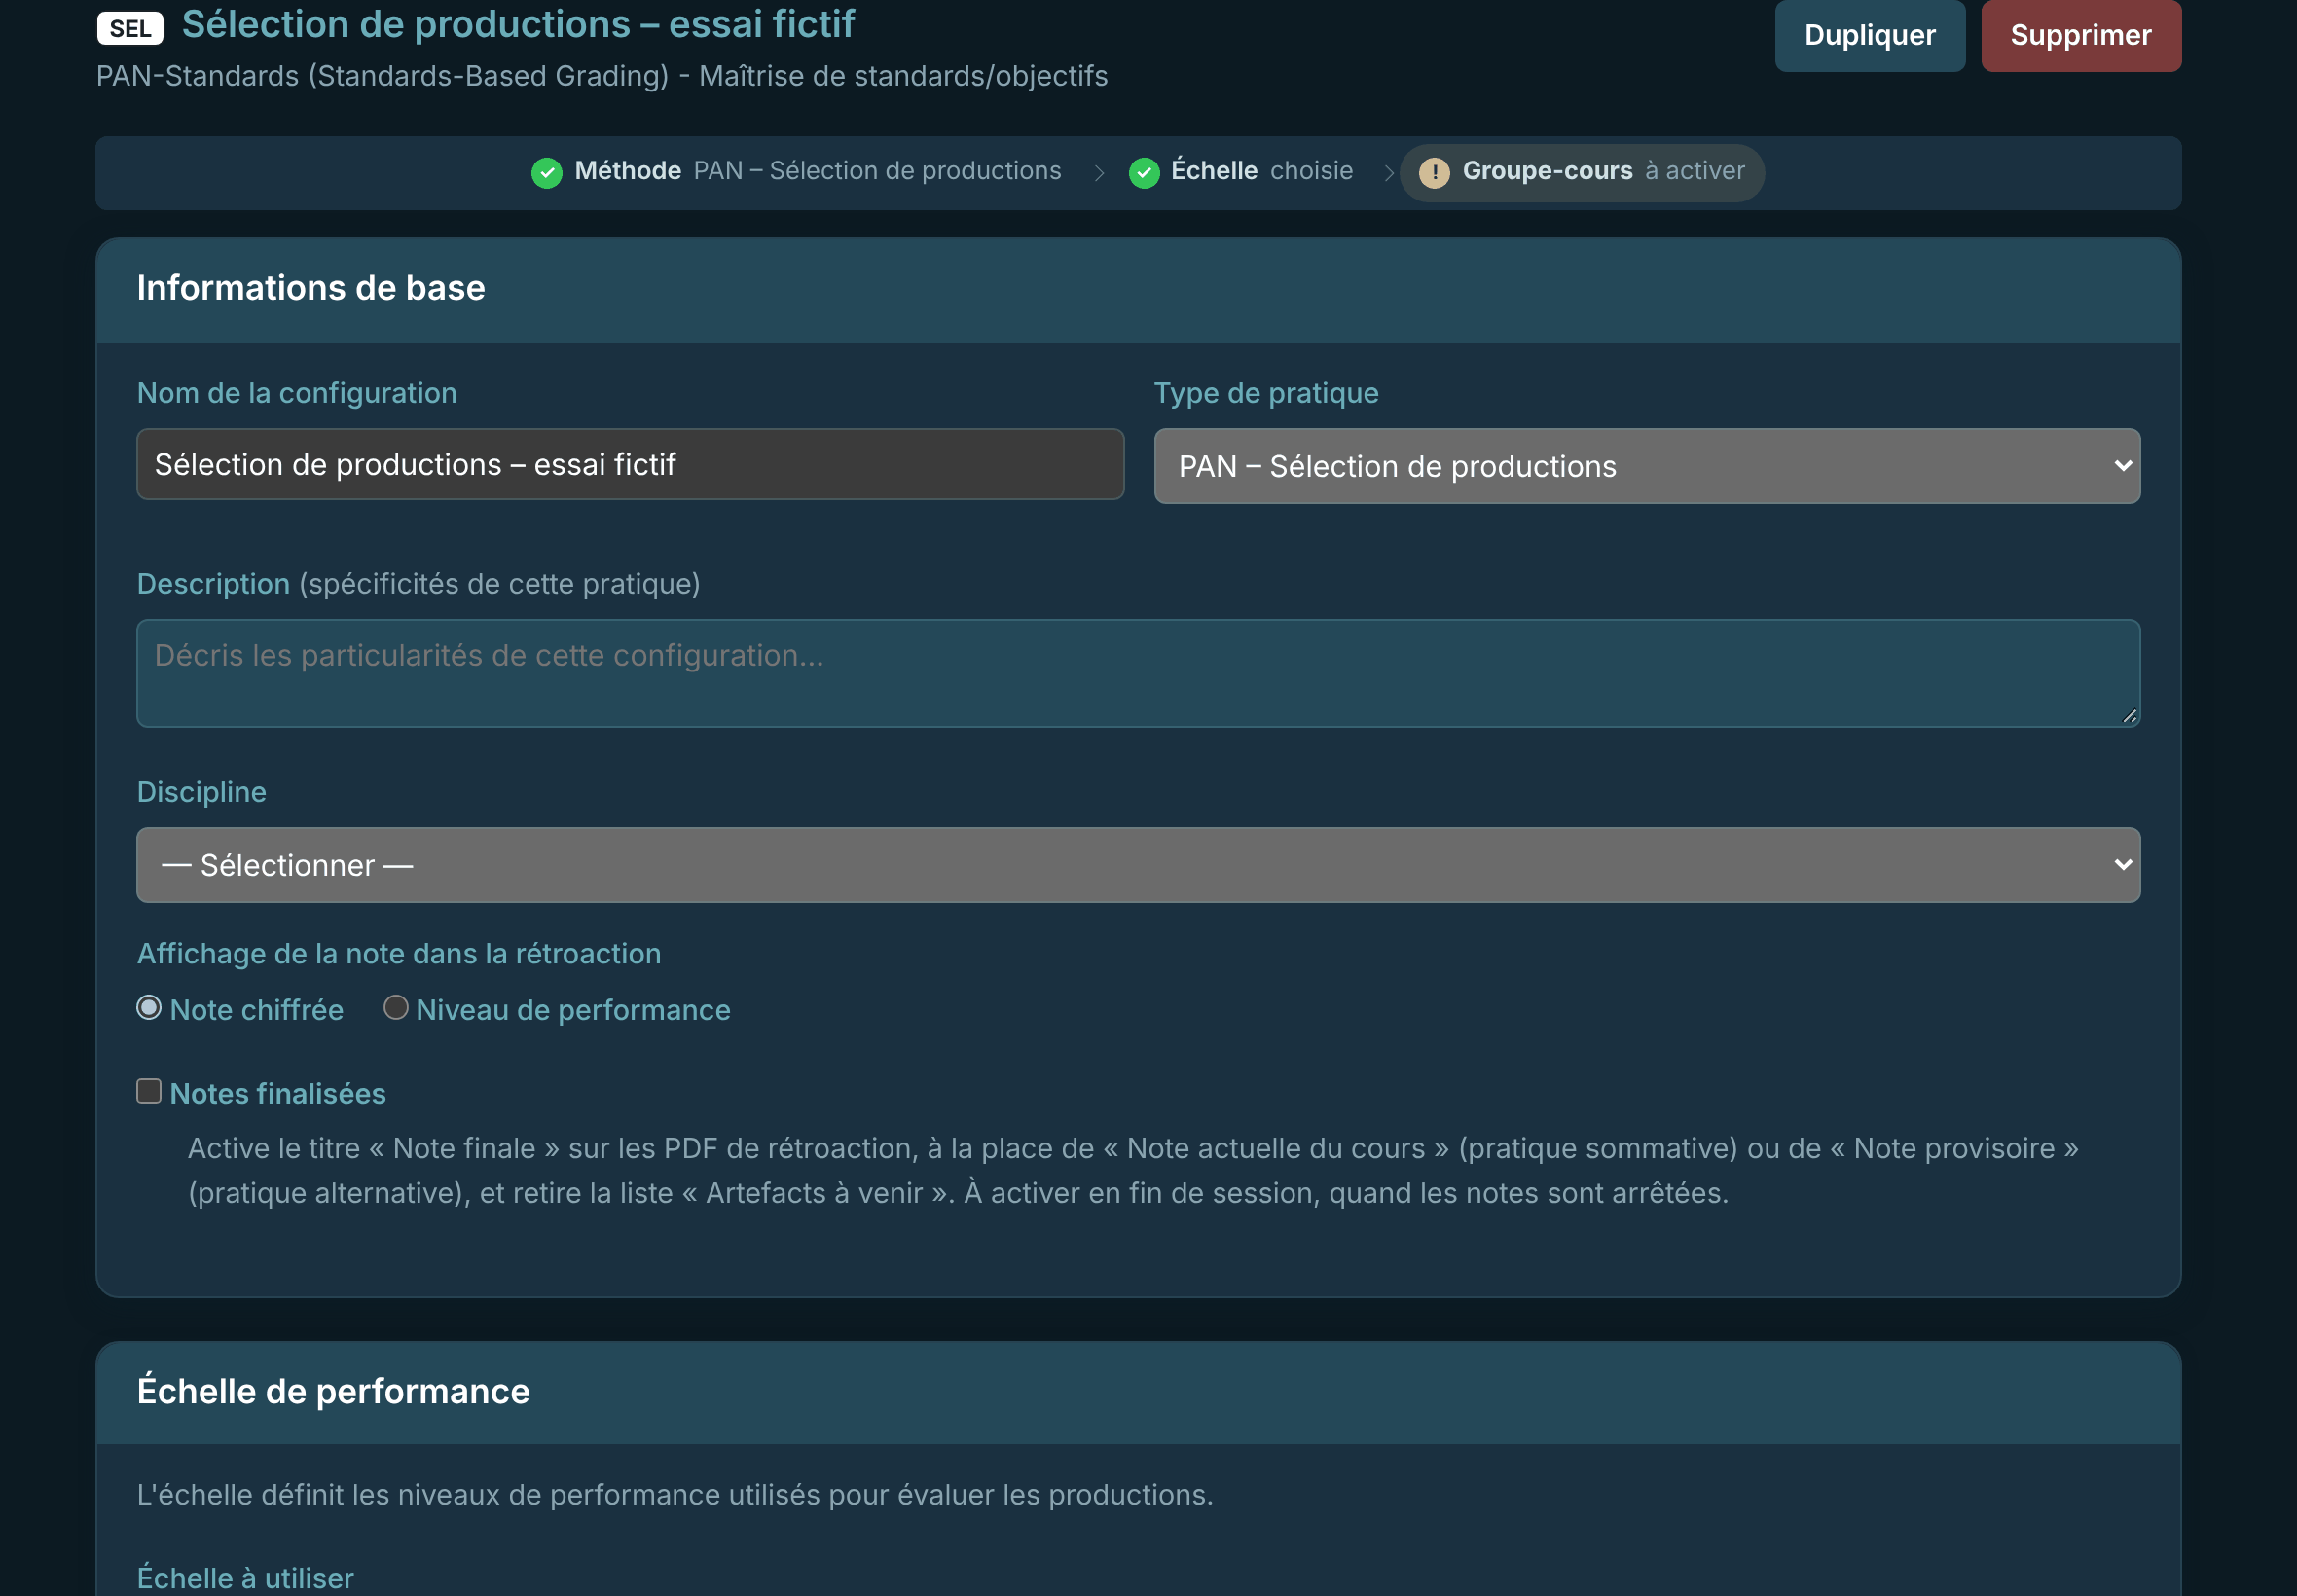 SEL Sélection de productions – essai fictif
Dupliquer
Supprimer
PAN-Standards (Standards-Based Grading) - Maîtrise de standards/objectifs
Méthode PAN – Sélection de productions
Échelle choisie
! Groupe-cours à activer
Informations de base
Nom de la configuration
Type de pratique
Sélection de productions – essai fictif
PAN – Sélection de productions
Description (spécificités de cette pratique)
Décris les particularités de cette configuration...
Discipline
— Sélectionner —
Affichage de la note dans la rétroaction
Note chiffrée
Niveau de performance
Notes finalisées
Active le titre « Note finale » sur les PDF de rétroaction, à la place de « Note actuelle du cours » (pratique sommative) ou de « Note provisoire »
(pratique alternative), et retire la liste « Artefacts à venir ». À activer en fin de session, quand les notes sont arrêtées.
Échelle de performance
L'échelle définit les niveaux de performance utilisés pour évaluer les productions.
Échelle à utiliser